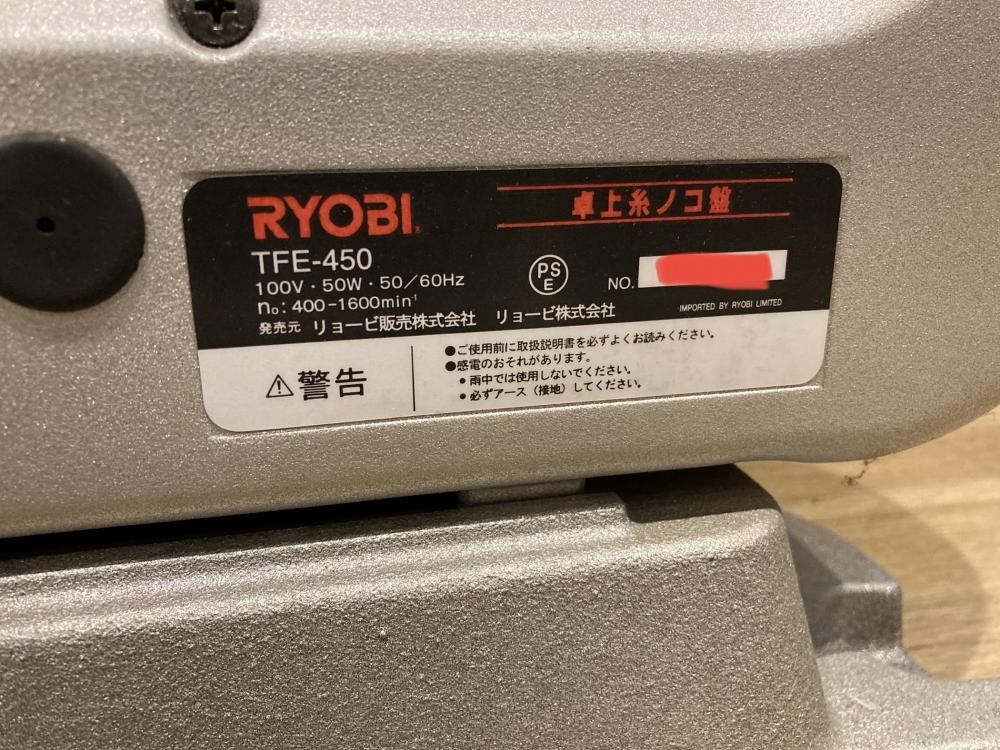 RYOBI
卓上糸ノコ盤
TFE-450
100V・50W・50/60Hz
n₀: 400-1600min⁻¹
PS
E
NO.
IMPORTED BY RYOBI LIMITED
発売元 リョービ販売株式会社 リョービ株式会社
⚠警告
●ご使用前に取扱説明書を必ずよくお読みください。
●感電のおそれがあります。
・雨中では使用しないでください。
・必ずアース（接地）してください。